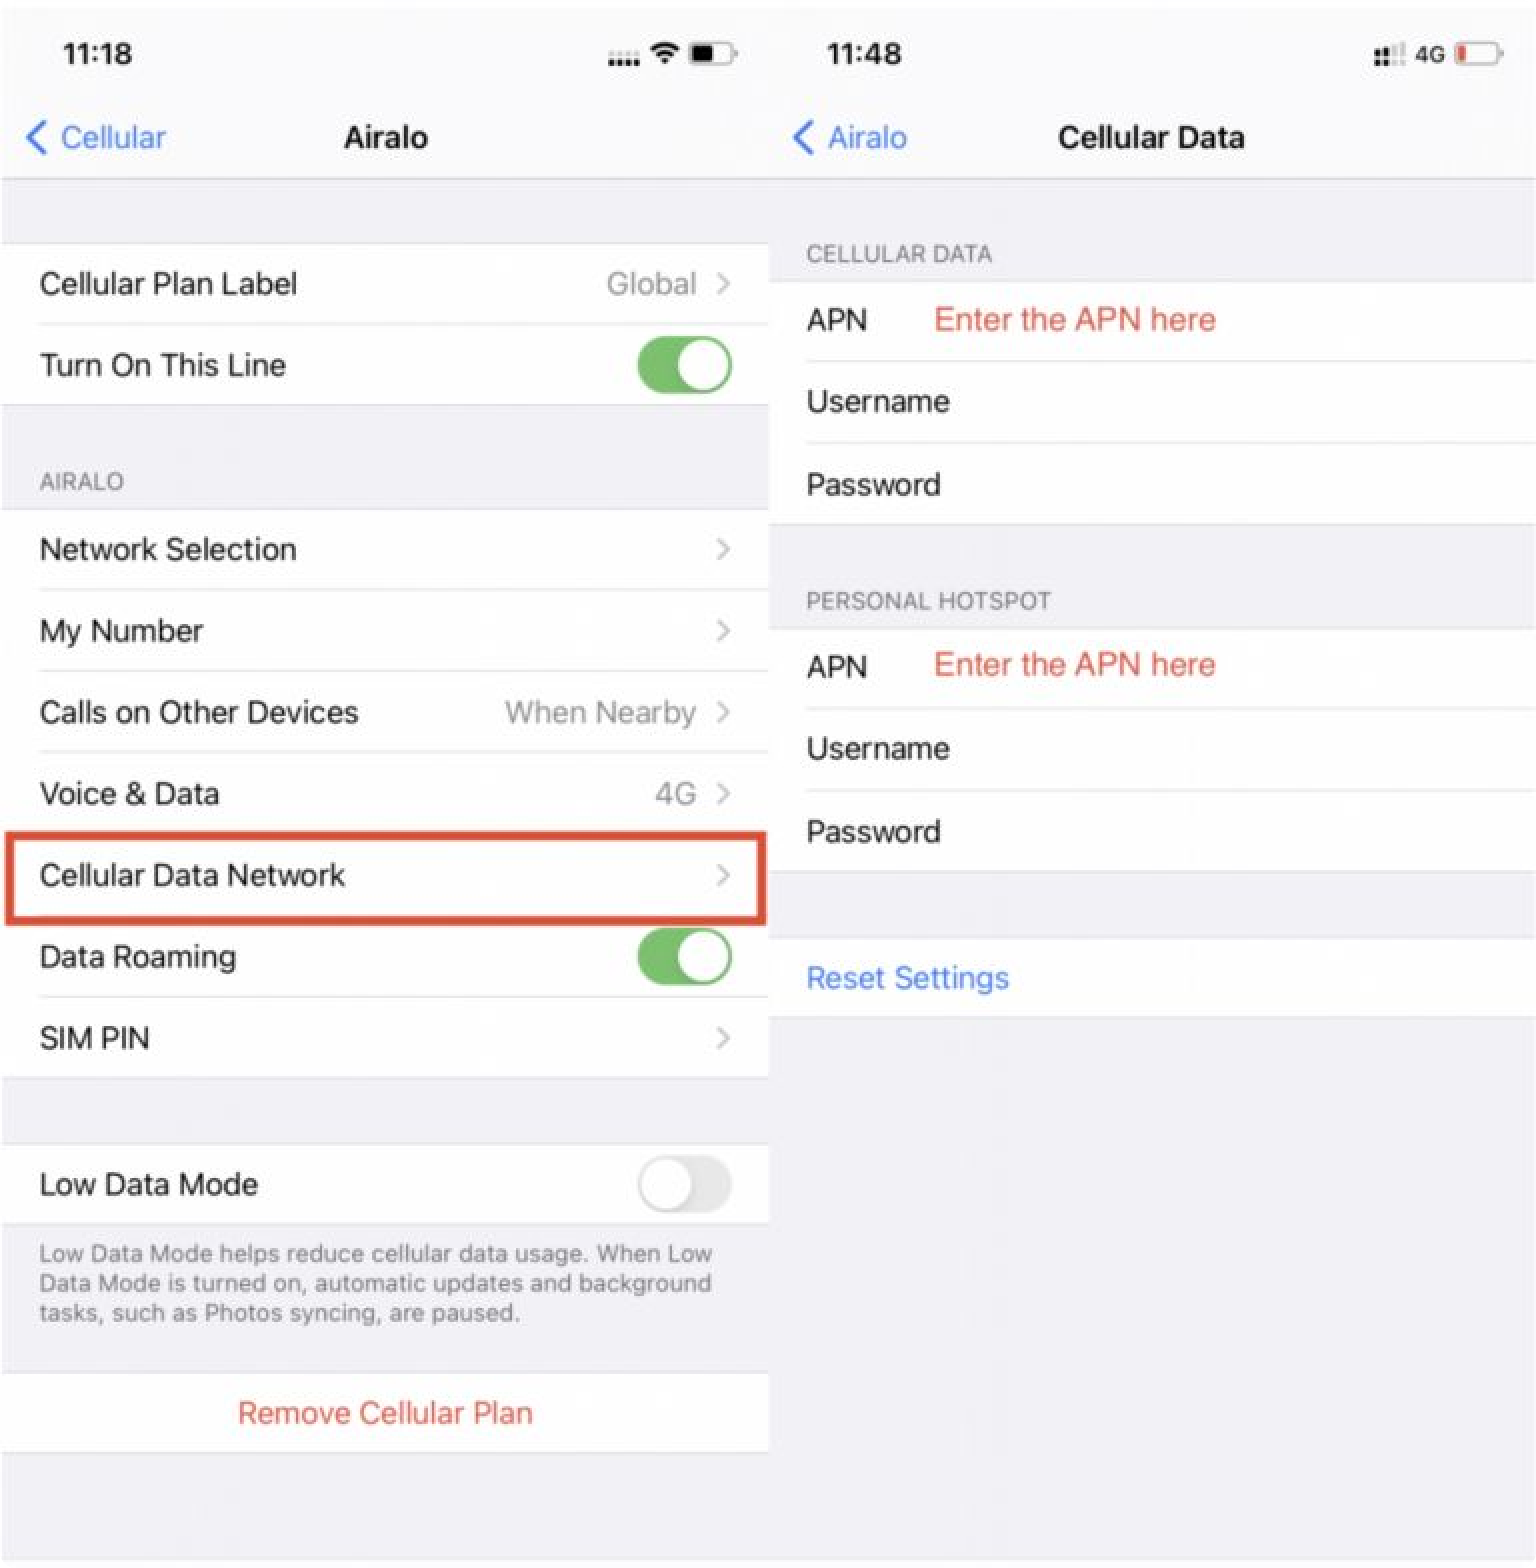 11:18
Cellular
Airalo
Cellular Plan Label Global
Turn On This Line
AIRALO
Network Selection
My Number
Calls on Other Devices When Nearby
Voice & Data 4G
Cellular Data Network
Data Roaming
SIM PIN
Low Data Mode
Low Data Mode helps reduce cellular data usage. When Low
Data Mode is turned on, automatic updates and background
tasks, such as Photos syncing, are paused.
Remove Cellular Plan
11:48 4G
Airalo
Cellular Data
CELLULAR DATA
APN Enter the APN here
Username
Password
PERSONAL HOTSPOT
APN Enter the APN here
Username
Password
Reset Settings